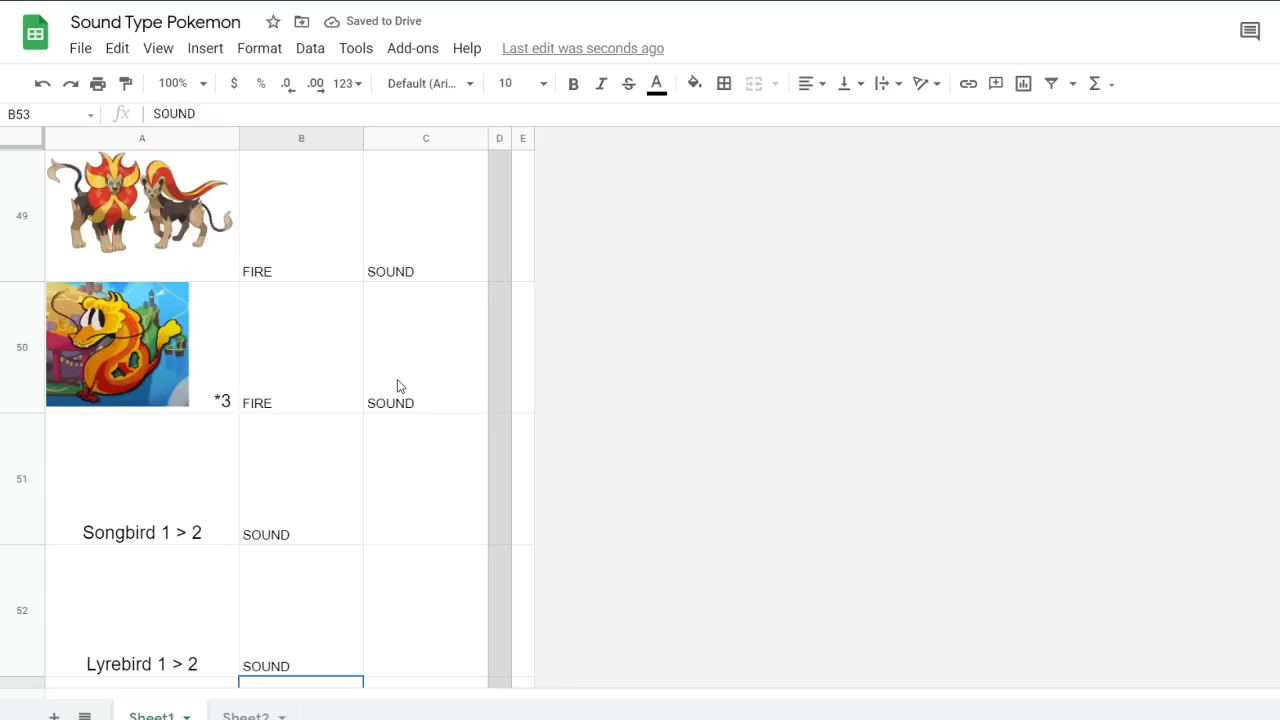 Sound Type Pokemon Saved to Drive
File Edit View Insert Format Data Tools Add-ons Help Last edit was seconds ago
100% $ % .0 .00 123 Default (Ari... 10 B I S A Σ
B53 fx SOUND
A B C D E
49 FIRE SOUND
50 *3 FIRE SOUND
51 Songbird 1 > 2 SOUND
52 Lyrebird 1 > 2 SOUND
+ Sheet1 Sheet2